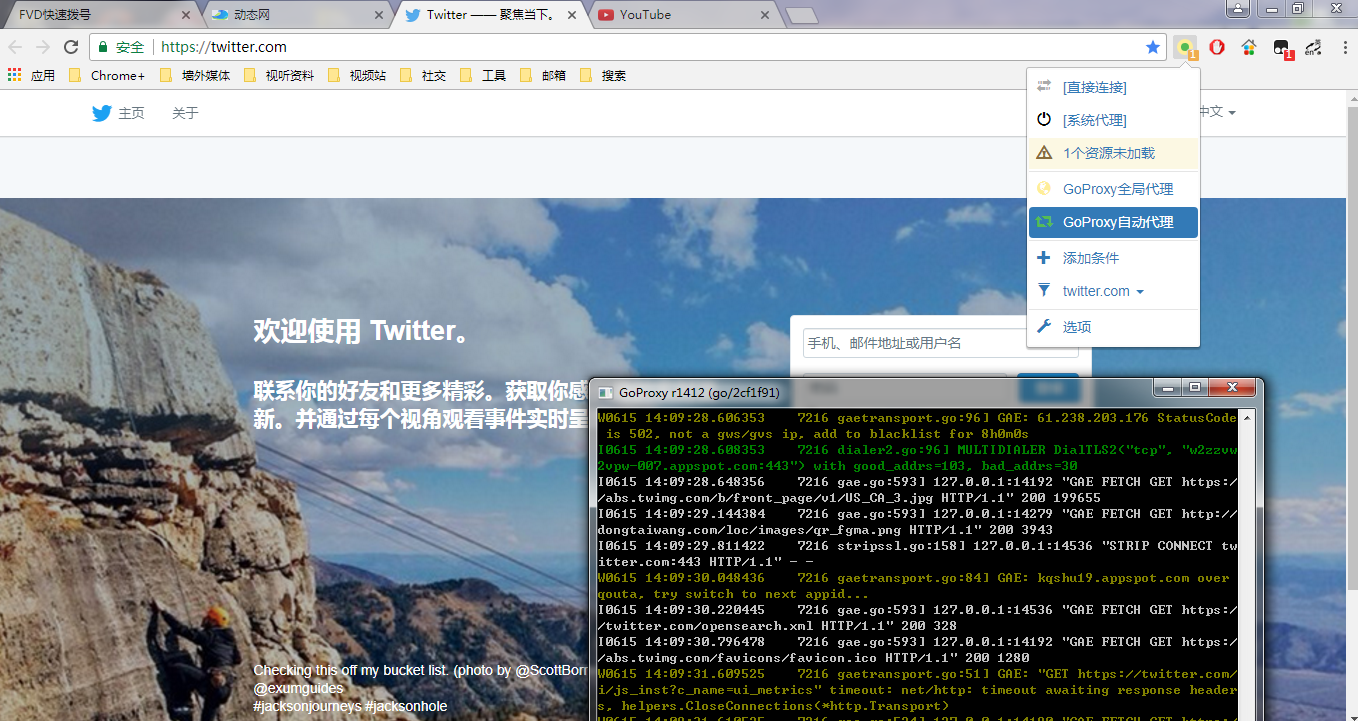 FVD快速拨号
动态网
Twitter —— 聚焦当下。
YouTube
安全
https://twitter.com
1
1
en
应用
Chrome+
墙外媒体
视听资料
视频站
社交
工具
邮箱
搜索
主页
关于
中文
[直接连接]
[系统代理]
1个资源未加载
GoProxy全局代理
GoProxy自动代理
添加条件
twitter.com
选项
欢迎使用 Twitter。
手机、邮件地址或用户名
联系你的好友和更多精彩。获取你感
新。并通过每个视角观看事件实时呈
Checking this off my bucket list. (photo by @ScottBorr
@exumguides
#jacksonjourneys #jacksonhole
GoProxy r1412 (go/2cf1f91)
W0615 14:09:28.606353 7216 gaetransport.go:96] GAE: 61.238.203.176 StatusCode
is 502, not a gws/gvs ip, add to blacklist for 8h0m0s
I0615 14:09:28.608353 7216 dialer2.go:96] MULTIDIALER DialTLS2("tcp", "w2zzvw
2vpw-007.appspot.com:443") with good_addrs=103, bad_addrs=30
I0615 14:09:28.648356 7216 gae.go:593] 127.0.0.1:14192 "GAE FETCH GET https:/
/abs.twimg.com/b/front_page/v1/US_CA_3.jpg HTTP/1.1" 200 199655
I0615 14:09:29.144384 7216 gae.go:593] 127.0.0.1:14279 "GAE FETCH GET http://
dongtaiwang.com/loc/images/qr_fgma.png HTTP/1.1" 200 3943
I0615 14:09:29.811422 7216 stripssl.go:158] 127.0.0.1:14536 "STRIP CONNECT tw
itter.com:443 HTTP/1.1" - -
W0615 14:09:30.048436 7216 gaetransport.go:84] GAE: kqshu19.appspot.com over
qouta, try switch to next appid...
I0615 14:09:30.220445 7216 gae.go:593] 127.0.0.1:14536 "GAE FETCH GET https:/
/twitter.com/opensearch.xml HTTP/1.1" 200 328
I0615 14:09:30.796478 7216 gae.go:593] 127.0.0.1:14192 "GAE FETCH GET https:/
/abs.twimg.com/favicons/favicon.ico HTTP/1.1" 200 1280
W0615 14:09:31.609525 7216 gaetransport.go:51] GAE: "GET https://twitter.com/
i/js_inst?c_name=ui_metrics" timeout: net/http: timeout awaiting response header
s, helpers.CloseConnections(*http.Transport)